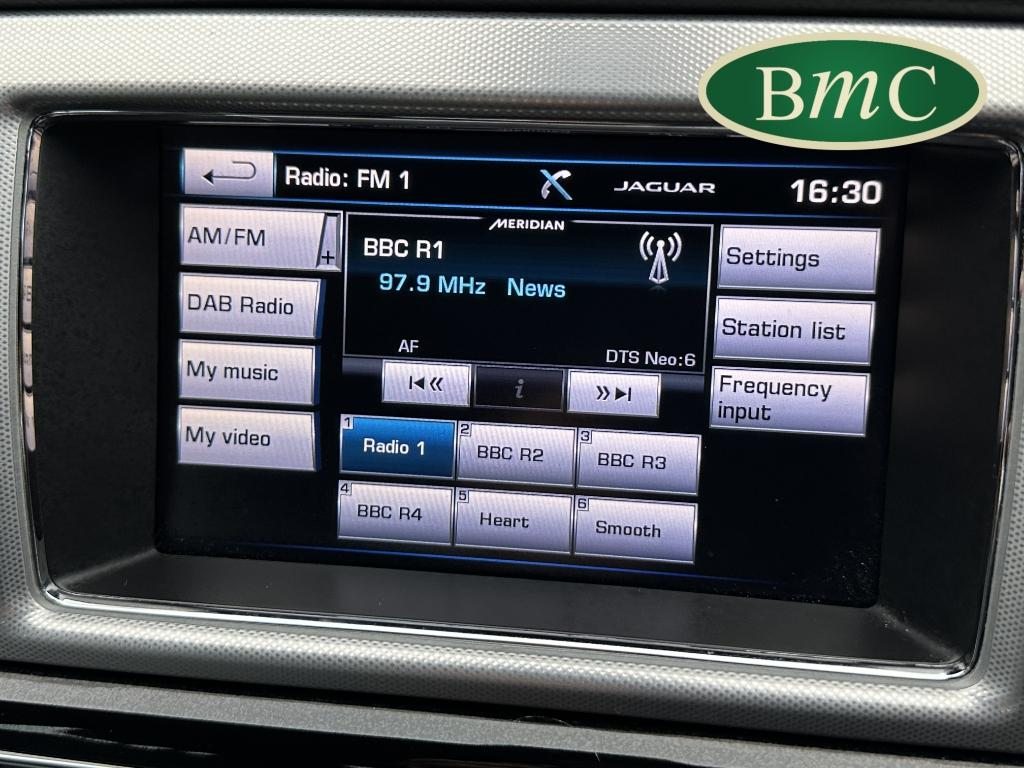 BmC
Radio: FM 1
JAGUAR
16:30
AM/FM
+
DAB Radio
My music
My video
MERIDIAN
BBC R1
97.9 MHz News
AF
DTS Neo:6
i
Settings
Station list
Frequency
input
1
Radio 1
2
BBC R2
3
BBC R3
4
BBC R4
5
Heart
6
Smooth